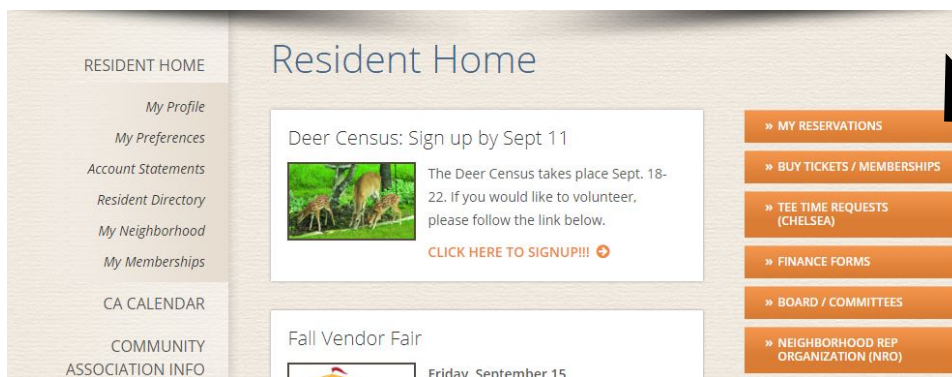 RESIDENT HOME
My Profile
My Preferences
Account Statements
Resident Directory
My Neighborhood
My Memberships
CA CALENDAR
COMMUNITY
ASSOCIATION INFO
Resident Home
Deer Census: Sign up by Sept 11
The Deer Census takes place Sept. 18-
22. If you would like to volunteer,
please follow the link below.
CLICK HERE TO SIGNUP!!!
Fall Vendor Fair
Friday, September 15
» MY RESERVATIONS
» BUY TICKETS / MEMBERSHIPS
» TEE TIME REQUESTS
(CHELSEA)
» FINANCE FORMS
» BOARD / COMMITTEES
» NEIGHBORHOOD REP
ORGANIZATION (NRO)